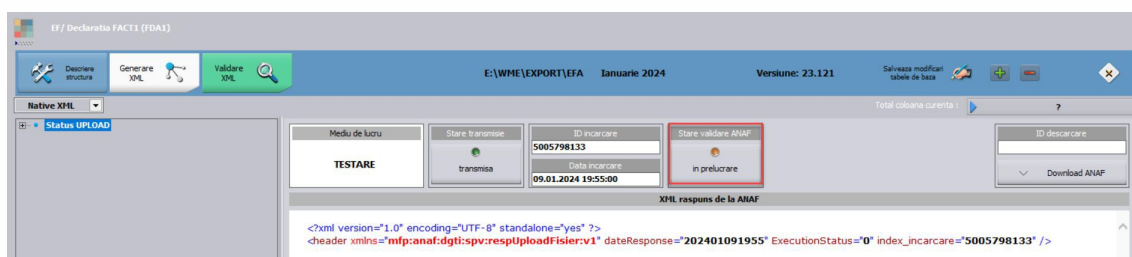 EF/ Declaratia FACT1 (FDA1)
Descriere structura
Generare XML
Validare XML
E:\WME\EXPORT\EFA Ianuarie 2024 Versiune: 23.121
Salveaza modificari tabele de baza
Native XML
Total coloana curenta : ?
Status UPLOAD
Mediu de lucru
TESTARE
Stare transmisie
transmisa
ID incarcare
5005798133
Data incarcare
09.01.2024 19:55:00
Stare validare ANAF
in prelucrare
ID descarcare
Download ANAF
XML raspuns de la ANAF
<?xml version="1.0" encoding="UTF-8" standalone="yes" ?>
<header xmlns="mfp:anaf:dgti:spv:respUploadFisier:v1" dateResponse="202401091955" ExecutionStatus="0" index_incarcare="5005798133" />